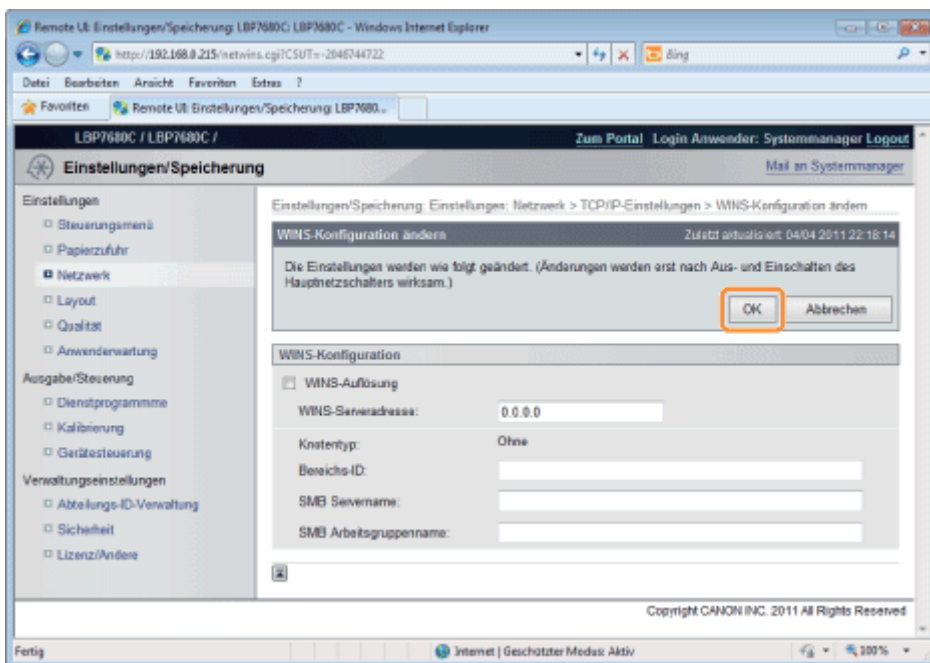 Remote UI: Einstellungen/Speicherung: LBP7680C: LBP7680C - Windows Internet Explorer
http://192.168.0.215/netwins.cgi?CSUT=-2046744722
Bing
Datei Bearbeiten Ansicht Favoriten Extras ?
Favoriten Remote UI: Einstellungen/Speicherung: LBP7680...
LBP7680C / LBP7680C / Zum Portal Login Anwender: Systemmanager Logout
Einstellungen/Speicherung Mail an Systemmanager
Einstellungen
Steuerungsmenü
Papierzufuhr
Netzwerk
Layout
Qualität
Anwenderwartung
Ausgabe/Steuerung
Dienstprogrammme
Kalibrierung
Gerätesteuerung
Verwaltungseinstellungen
Abteilungs-ID-Verwaltung
Sicherheit
Lizenz/Andere
Einstellungen/Speicherung: Einstellungen: Netzwerk > TCP/IP-Einstellungen > WINS-Konfiguration ändern
WINS-Konfiguration ändern Zuletzt aktualisiert: 04/04 2011 22:18:14
Die Einstellungen werden wie folgt geändert. (Änderungen werden erst nach Aus- und Einschalten des
Hauptnetzschalters wirksam.)
OK Abbrechen
WINS-Konfiguration
WINS-Auflösung
WINS-Serveradresse: 0.0.0.0
Knotentyp: Ohne
Bereichs-ID:
SMB Servername:
SMB Arbeitsgruppenname:
Copyright CANON INC. 2011 All Rights Reserved
Fertig Internet | Geschützter Modus: Aktiv 100%